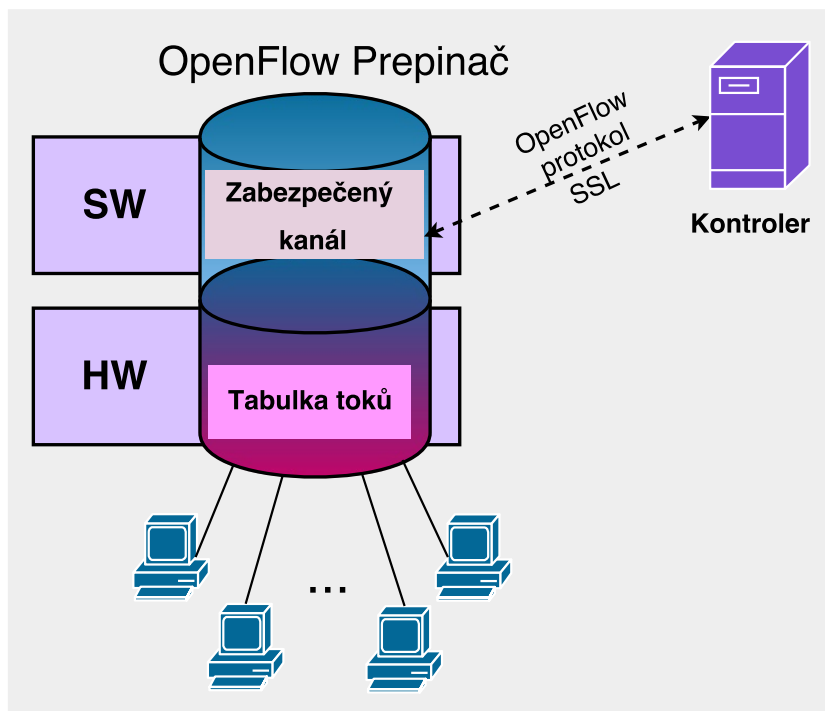 OpenFlow Prepinač
OpenFlow
protokol
SSL
SW
Zabezpečený
kanál
Kontroler
HW
Tabulka toků
...